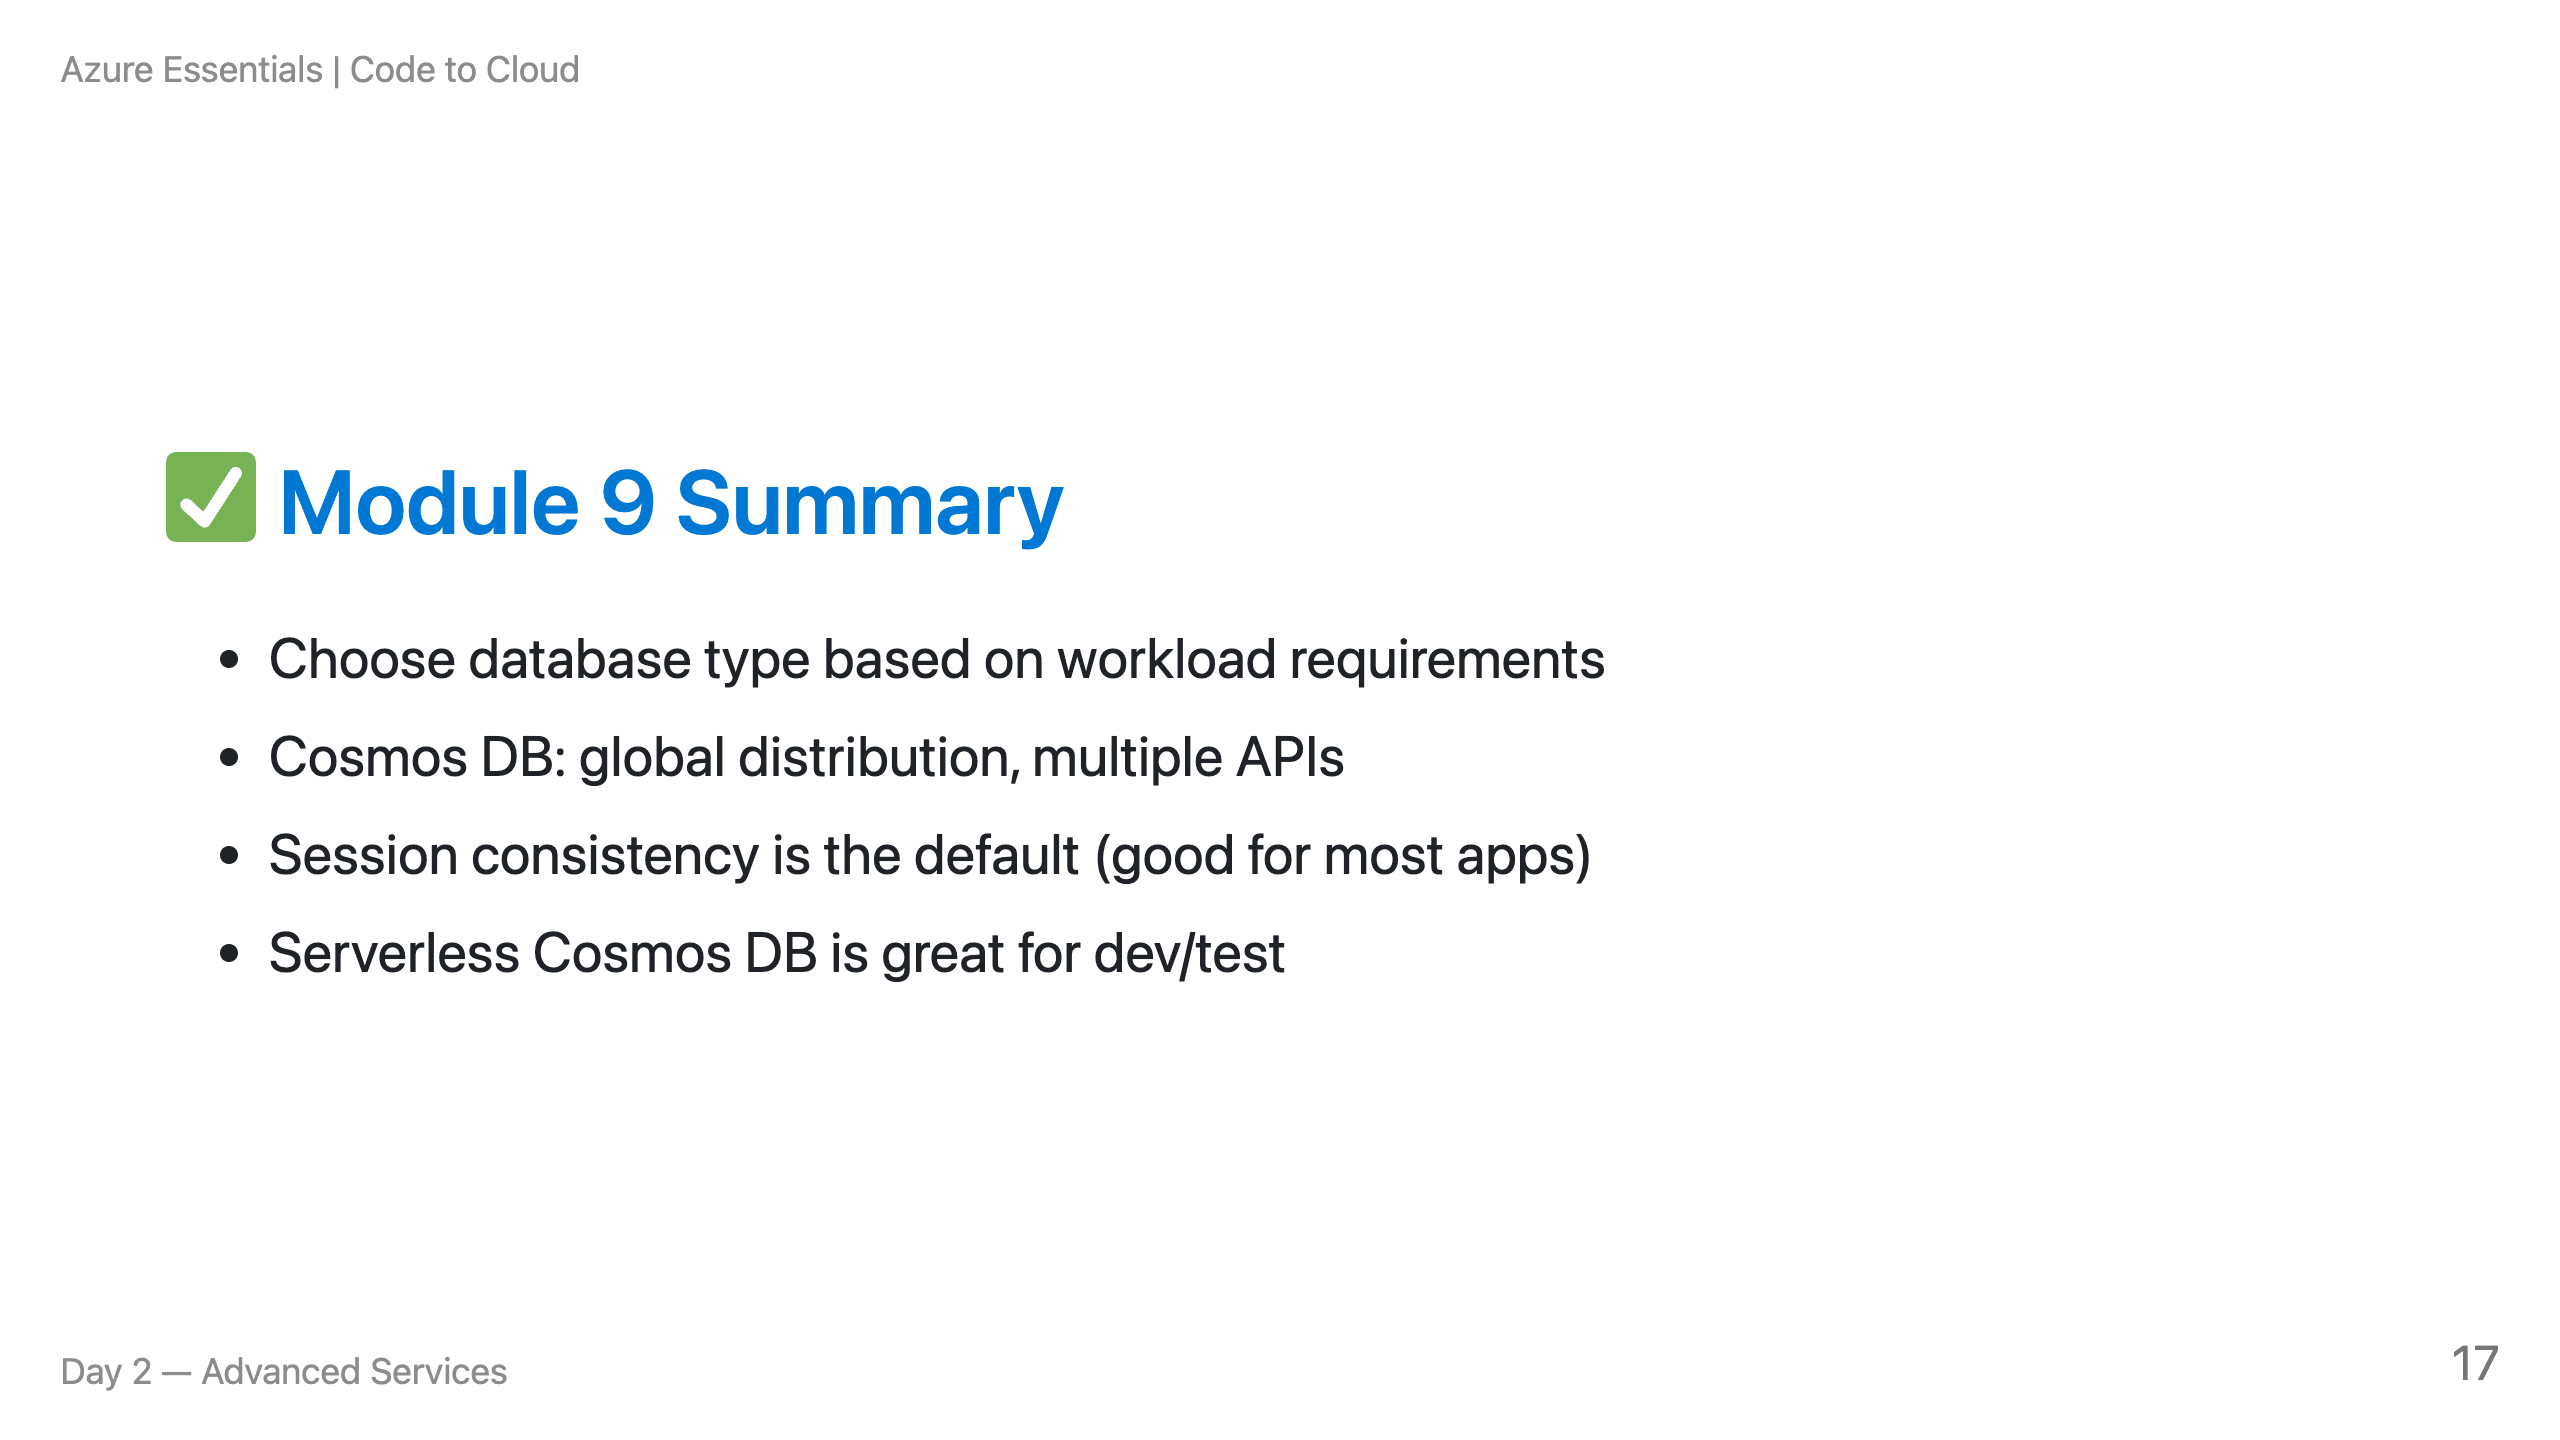 Azure Essentials | Code to Cloud
✅ Module 9 Summary
• Choose database type based on workload requirements
• Cosmos DB: global distribution, multiple APIs
• Session consistency is the default (good for most apps)
• Serverless Cosmos DB is great for dev/test
Day 2 — Advanced Services
17